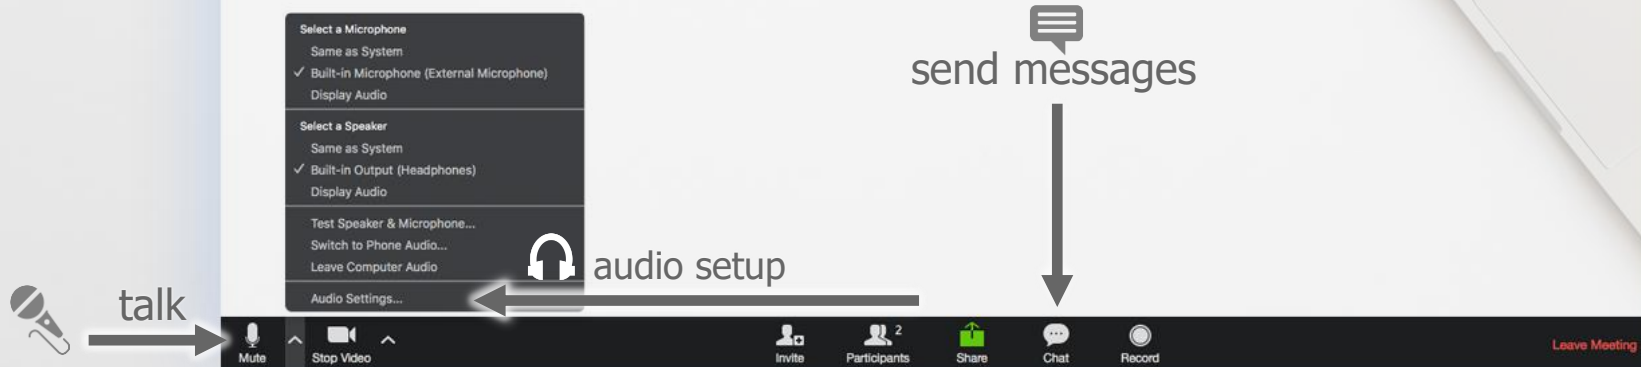 Select a Microphone
Same as System
✓ Built-in Microphone (External Microphone)
Display Audio
Select a Speaker
Same as System
✓ Built-in Output (Headphones)
Display Audio
Test Speaker & Microphone...
Switch to Phone Audio...
Leave Computer Audio
Audio Settings...
send messages
audio setup
talk
Mute
Stop Video
Invite
Participants
2
Share
Chat
Record
Leave Meeting